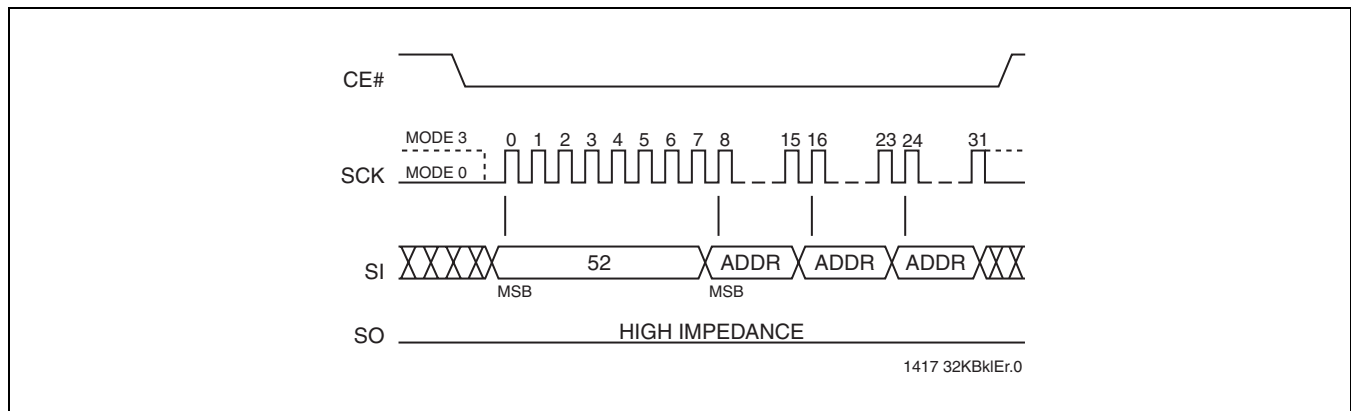 CE#
MODE 3
0 1 2 3 4 5 6 7 8 15 16 23 24 31
SCK MODE 0
SI 52 ADDR ADDR ADDR
MSB MSB
SO HIGH IMPEDANCE
1417 32KBklEr.0